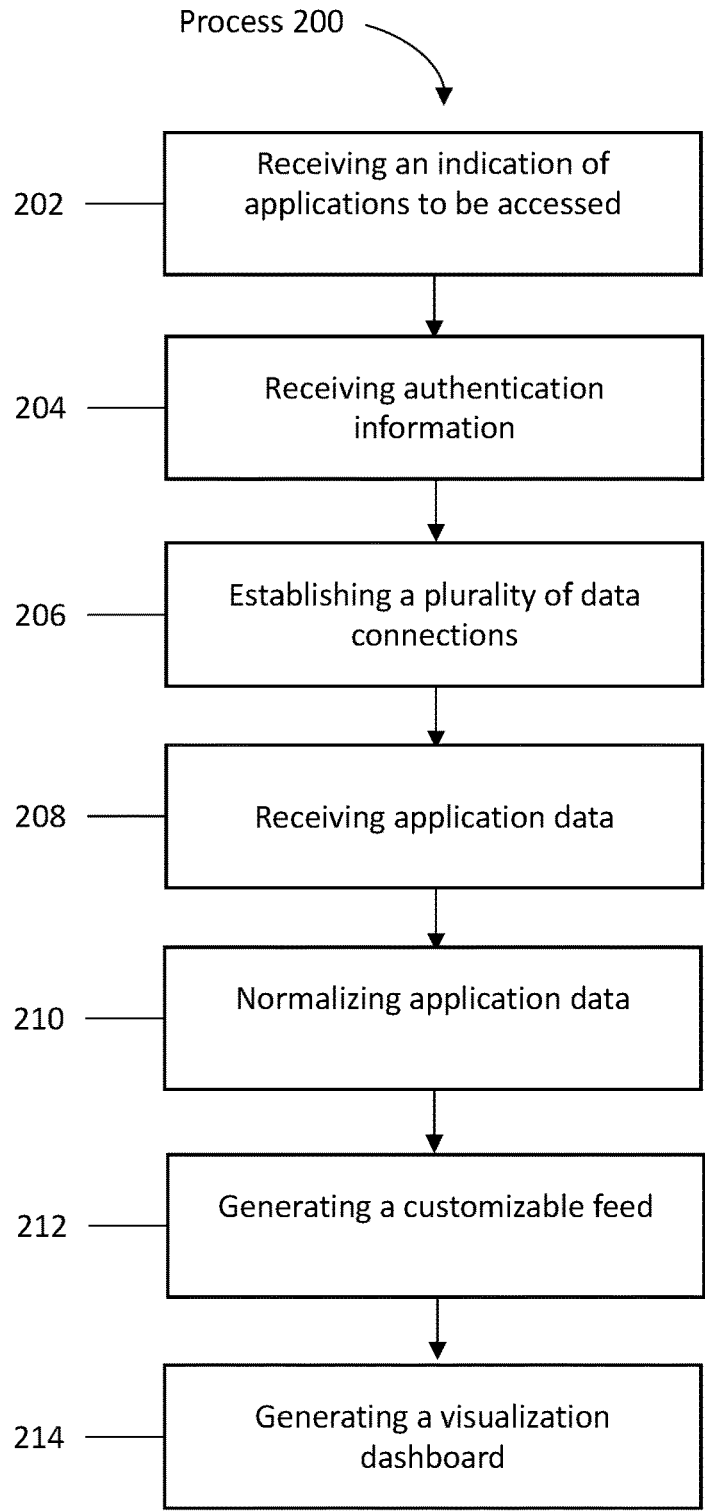 Process 200
Receiving an indication of
applications to be accessed
202
Receiving authentication
information
204
Establishing a plurality of data
connections
206
Receiving application data
208
Normalizing application data
210
Generating a customizable feed
212
Generating a visualization
dashboard
214